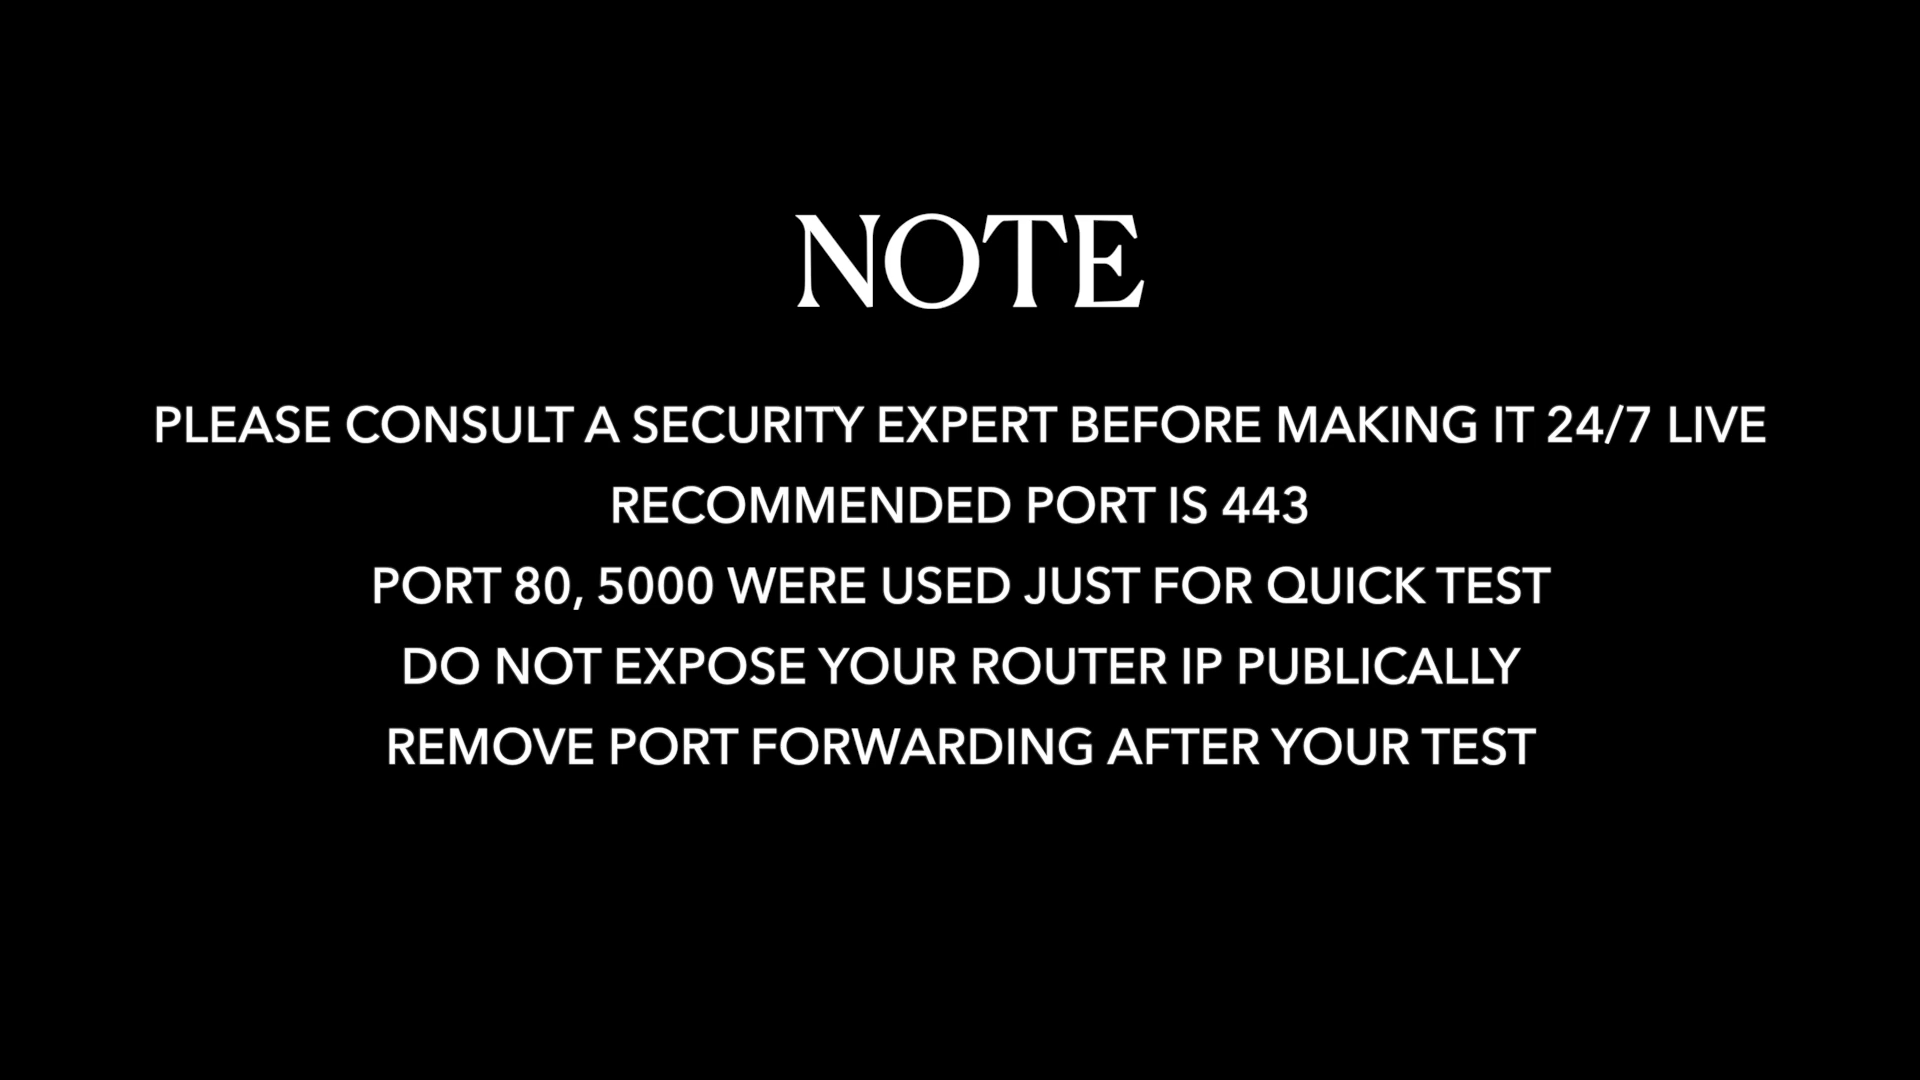 NOTE
PLEASE CONSULT A SECURITY EXPERT BEFORE MAKING IT 24/7 LIVE
RECOMMENDED PORT IS 443
PORT 80, 5000 WERE USED JUST FOR QUICK TEST
DO NOT EXPOSE YOUR ROUTER IP PUBLICALLY
REMOVE PORT FORWARDING AFTER YOUR TEST